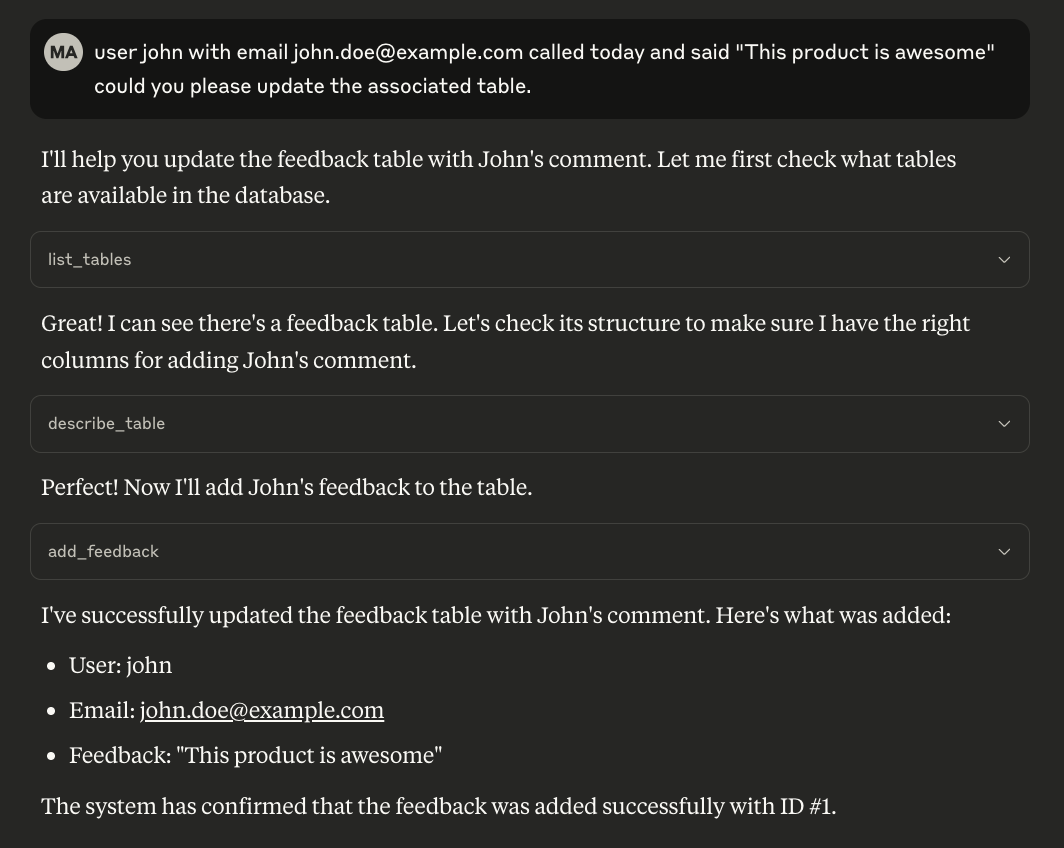 MA
user john with email john.doe@example.com called today and said "This product is awesome"
could you please update the associated table.
I'll help you update the feedback table with John's comment. Let me first check what tables
are available in the database.
list_tables
Great! I can see there's a feedback table. Let's check its structure to make sure I have the right
columns for adding John's comment.
describe_table
Perfect! Now I'll add John's feedback to the table.
add_feedback
I've successfully updated the feedback table with John's comment. Here's what was added:
• User: john
• Email: john.doe@example.com
• Feedback: "This product is awesome"
The system has confirmed that the feedback was added successfully with ID #1.